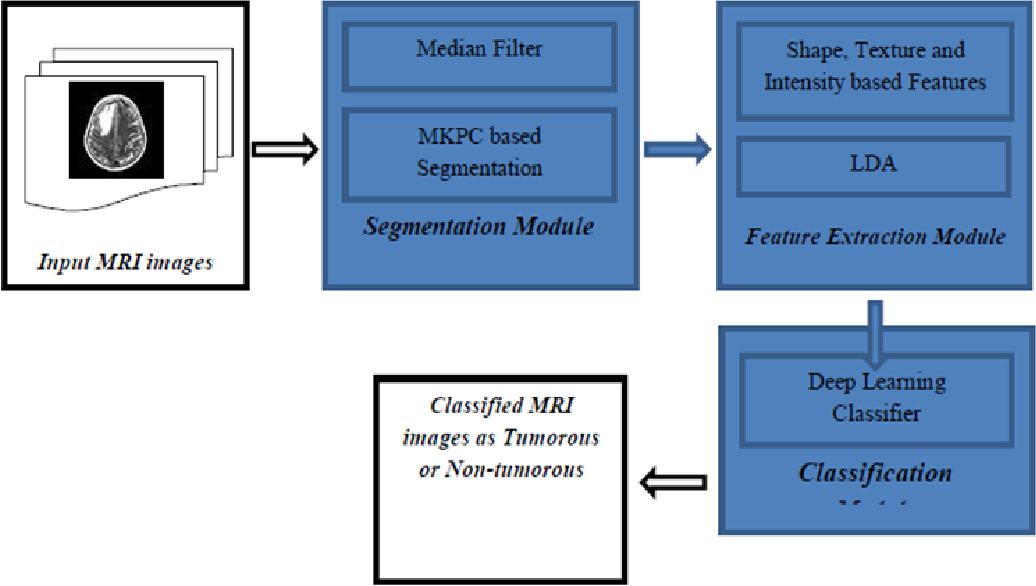 Median Filter
MKPC based
Segmentation
Segmentation Module
Shape, Texture and
Intensity based Features
LDA
Feature Extraction Module
Input MRI images
Deep Learning
Classifier
Classification
Classified MRI
images as Tumorous
or Non-tumorous